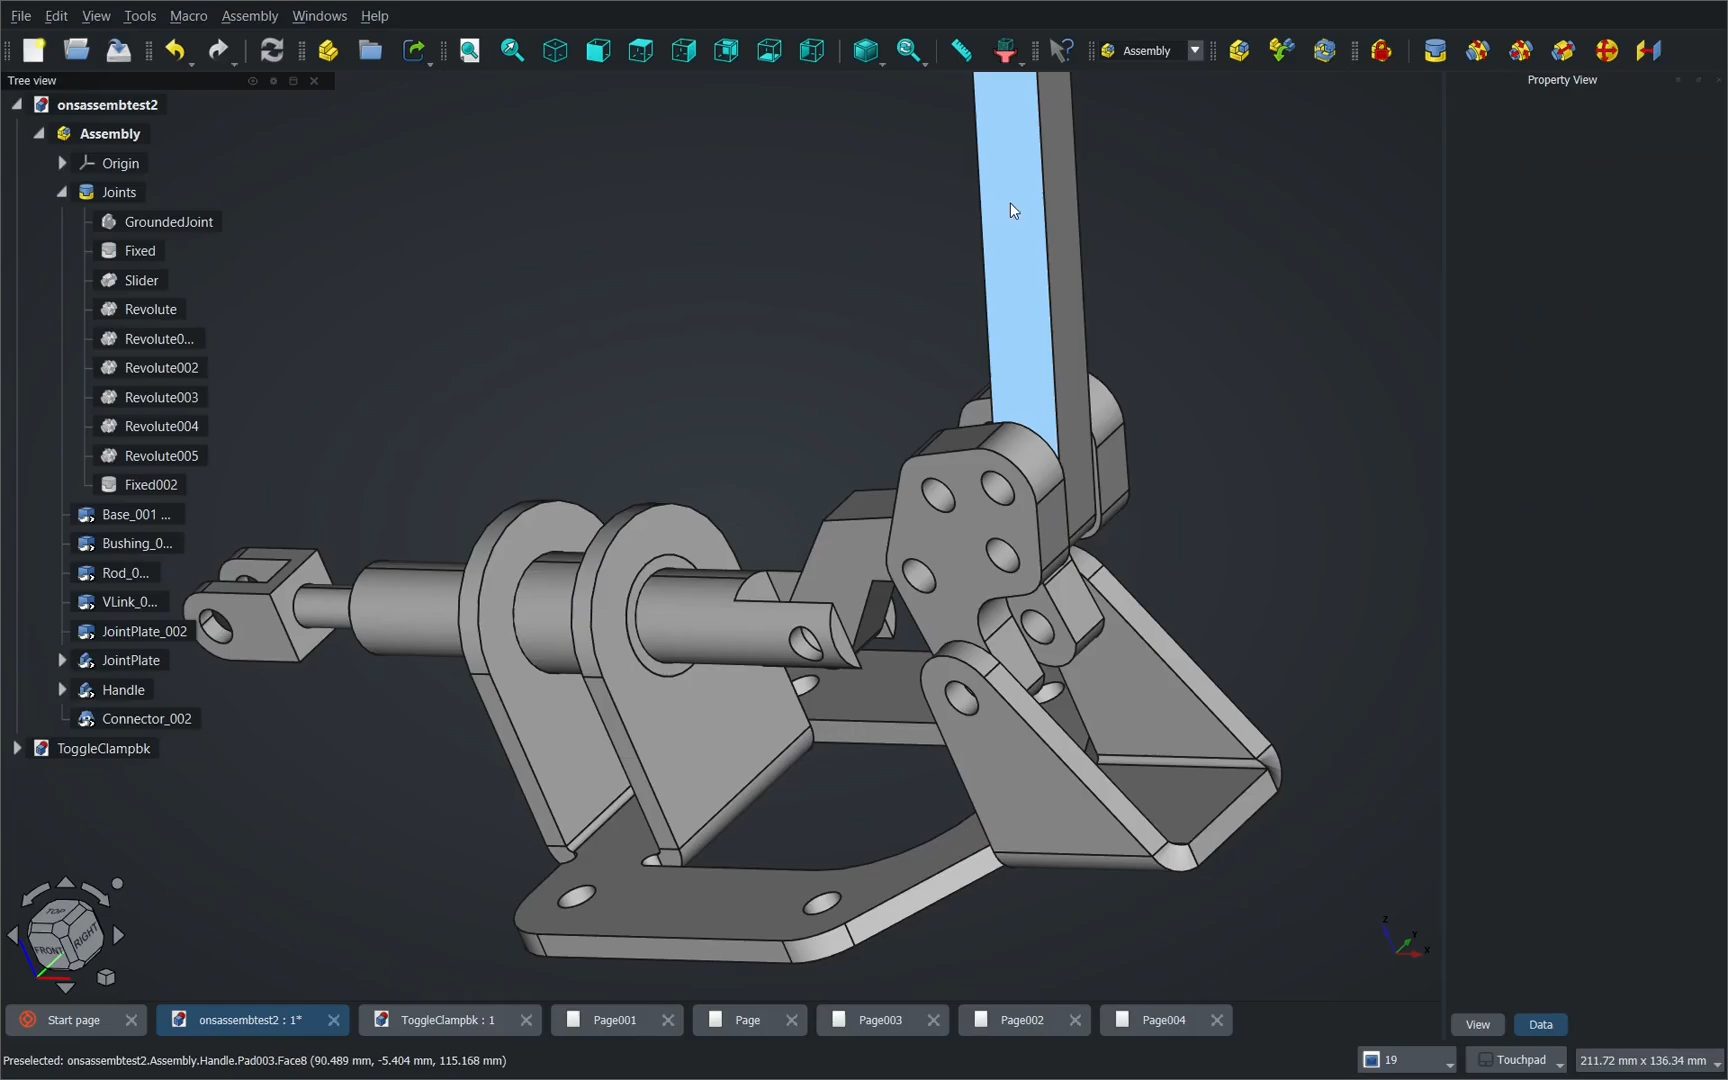 File Edit View Tools Macro Assembly Windows Help
Assembly
Tree view
Property View
onsassembtest2
Assembly
Origin
Joints
GroundedJoint
Fixed
Slider
Revolute
Revolute0...
Revolute002
Revolute003
Revolute004
Revolute005
Fixed002
Base_001 ...
Bushing_0...
Rod_0...
VLink_0...
JointPlate_002
JointPlate
Handle
Connector_002
ToggleClampbk
TOP
FRONT
RIGHT
Z
Y
X
Start page
onsassembtest2 : 1*
ToggleClampbk : 1
Page001
Page
Page003
Page002
Page004
View
Data
Preselected: onsassembtest2.Assembly.Handle.Pad003.Face8 (90.489 mm, -5.404 mm, 115.168 mm)
19
Touchpad
211.72 mm x 136.34 mm